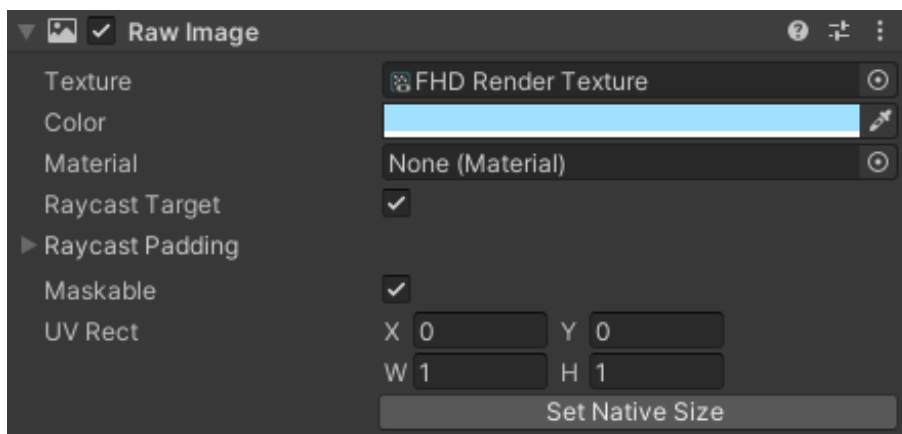 Raw Image
Texture FHD Render Texture
Color
Material None (Material)
Raycast Target
Raycast Padding
Maskable
UV Rect X 0 Y 0
W 1 H 1
Set Native Size